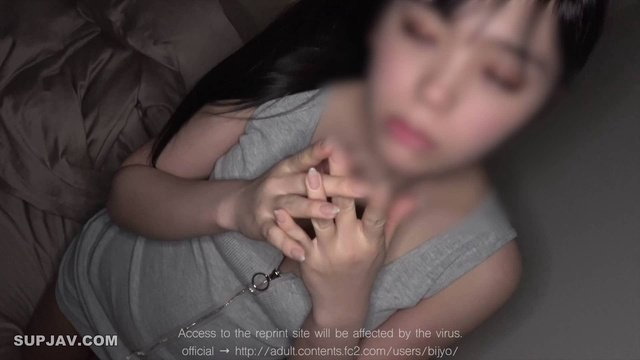 Access to the reprint site will be affected by the virus.
SUPJAV.COM
official → http://adult.contents.fc2.com/users/bijyo/